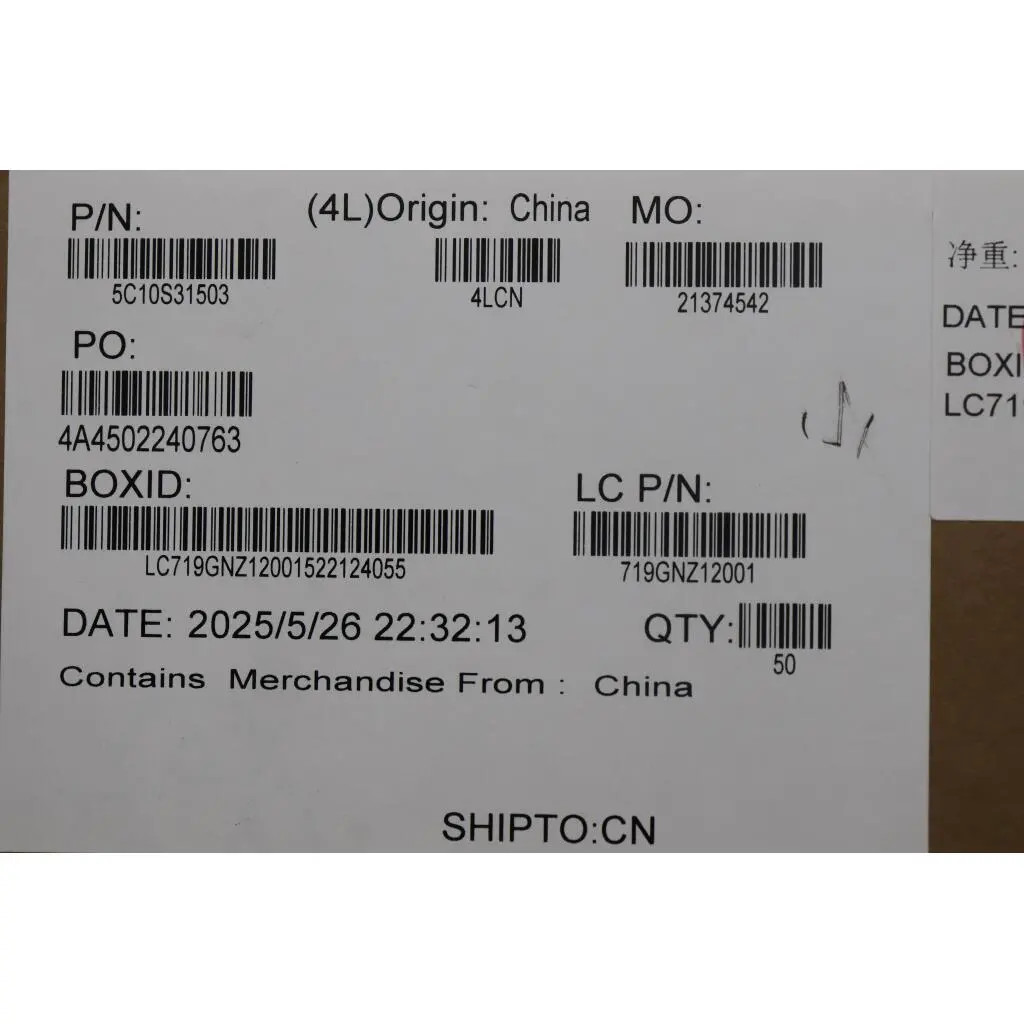 P/N:
(4L)Origin: China
MO:
5C10S31503
4LCN
21374542
PO:
4A4502240763
BOXID:
LC P/N:
LC719GNZ12001522124055
719GNZ12001
DATE: 2025/5/26 22:32:13
QTY:
50
Contains Merchandise From : China
SHIPTO:CN
净重:
DATE
BOXI
LC719